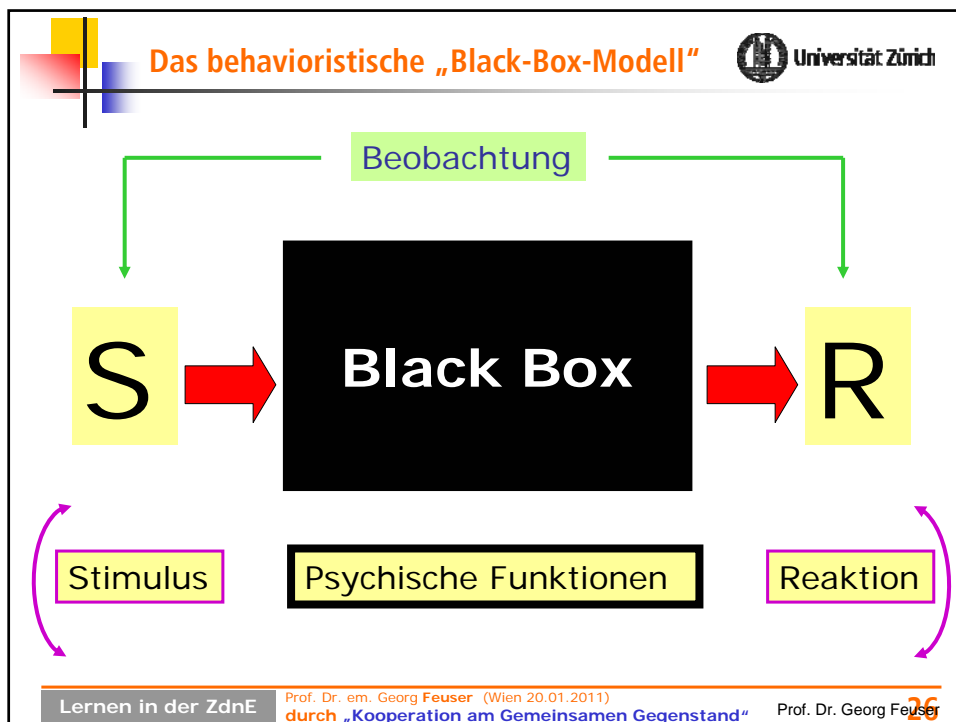 Das behavioristische „Black-Box-Modell“
Universität Zürich
Beobachtung
S
Black Box
R
Stimulus
Psychische Funktionen
Reaktion
Lernen in der ZdnE
Prof. Dr. em. Georg Feuser (Wien 20.01.2011)
durch „Kooperation am Gemeinsamen Gegenstand“
Prof. Dr. Georg Feuser
26